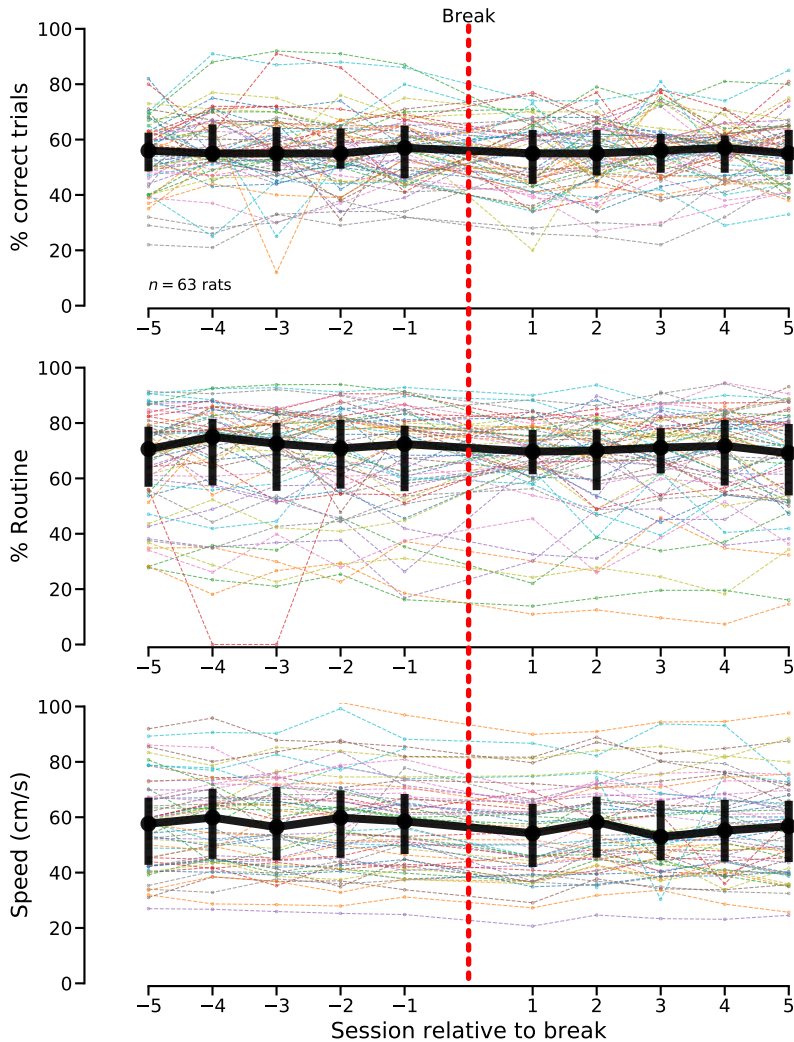 Break
100
80
60
40
20
0
% correct trials
n = 63 rats
−5 −4 −3 −2 −1 1 2 3 4 5
100
80
60
40
20
0
% Routine
−5 −4 −3 −2 −1 1 2 3 4 5
100
80
60
40
20
0
Speed (cm/s)
−5 −4 −3 −2 −1 1 2 3 4 5
Session relative to break